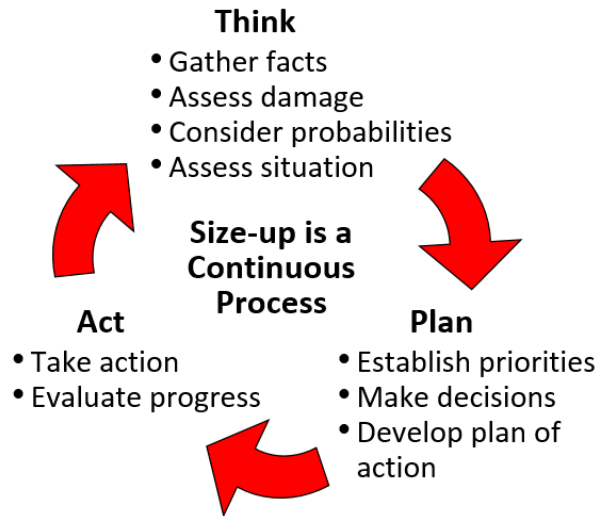 Think
• Gather facts
• Assess damage
• Consider probabilities
• Assess situation
Size-up is a
Continuous
Process
Plan
• Establish priorities
• Make decisions
• Develop plan of
action
Act
• Take action
• Evaluate progress